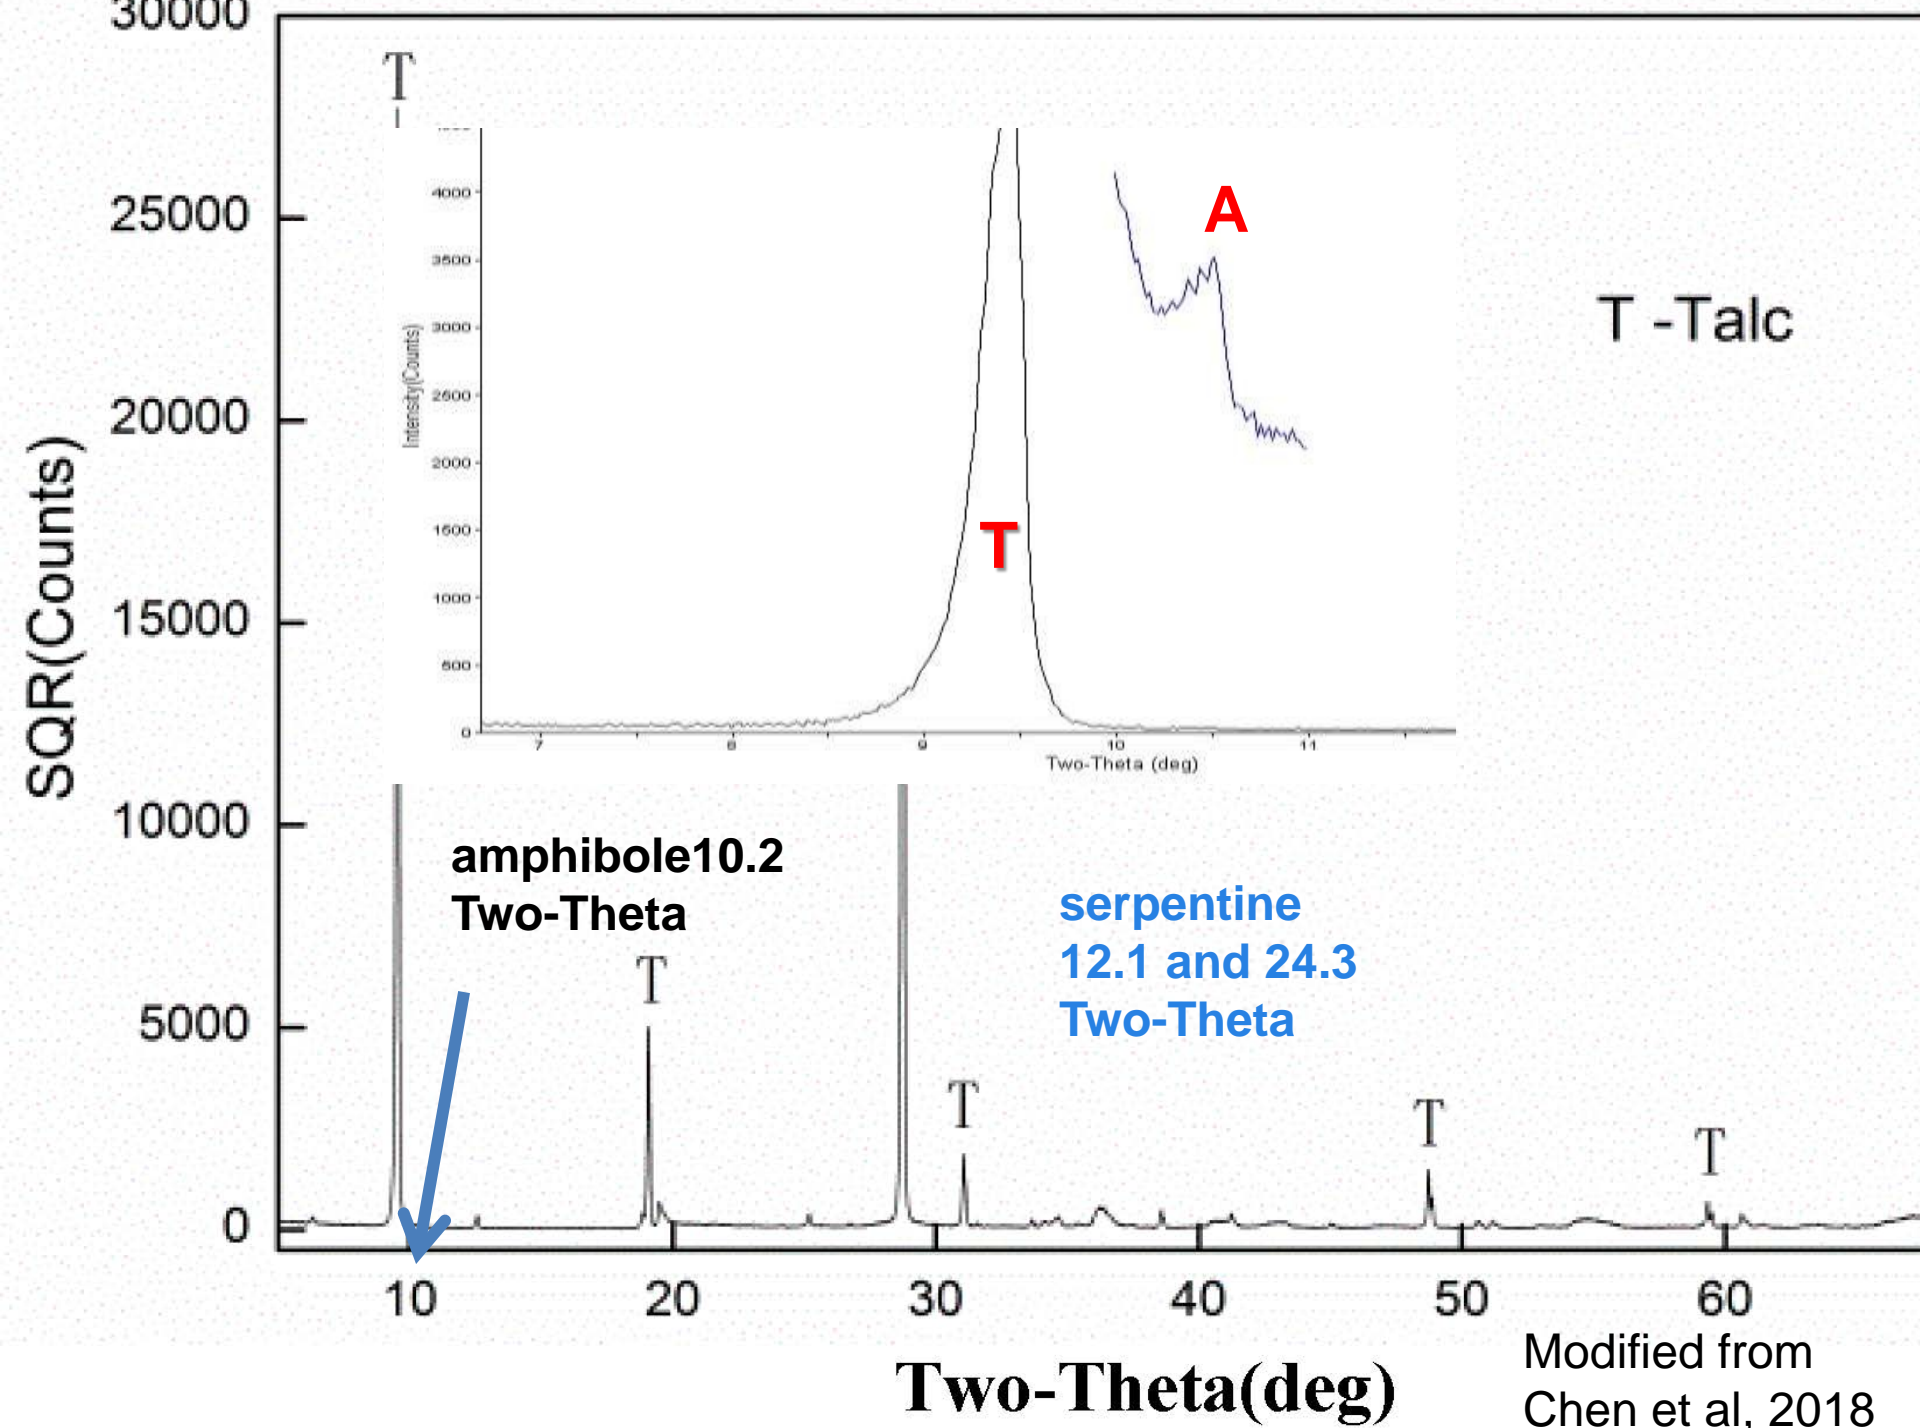 30000
T
25000
20000
15000
10000
5000
0
SQR(Counts)
4000
3500
3000
2500
2000
1500
1000
500
0
Intensity(Counts)
7
8
9
10
11
Two-Theta (deg)
T
A
T -Talc
amphibole10.2
Two-Theta
serpentine
12.1 and 24.3
Two-Theta
T
T
T
T
10
20
30
40
50
60
Two-Theta(deg)
Modified from
Chen et al, 2018